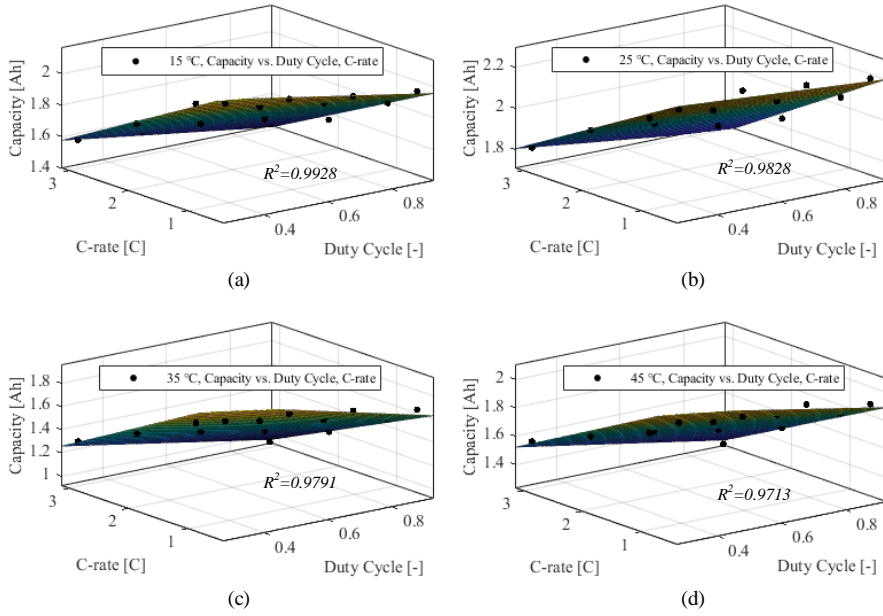 15 °C, Capacity vs. Duty Cycle, C-rate
Capacity [Ah]
2
1.8
1.6
1.4
3
2
1
C-rate [C]
0.4
0.6
0.8
Duty Cycle [-]
R²=0.9928
(a)
25 °C, Capacity vs. Duty Cycle, C-rate
Capacity [Ah]
2.2
2
1.8
3
2
1
C-rate [C]
0.4
0.6
0.8
Duty Cycle [-]
R²=0.9828
(b)
35 °C, Capacity vs. Duty Cycle, C-rate
Capacity [Ah]
1.8
1.6
1.4
1.2
1
3
2
1
C-rate [C]
0.4
0.6
0.8
Duty Cycle [-]
R²=0.9791
(c)
45 °C, Capacity vs. Duty Cycle, C-rate
Capacity [Ah]
2
1.8
1.6
1.4
3
2
1
C-rate [C]
0.4
0.6
0.8
Duty Cycle [-]
R²=0.9713
(d)